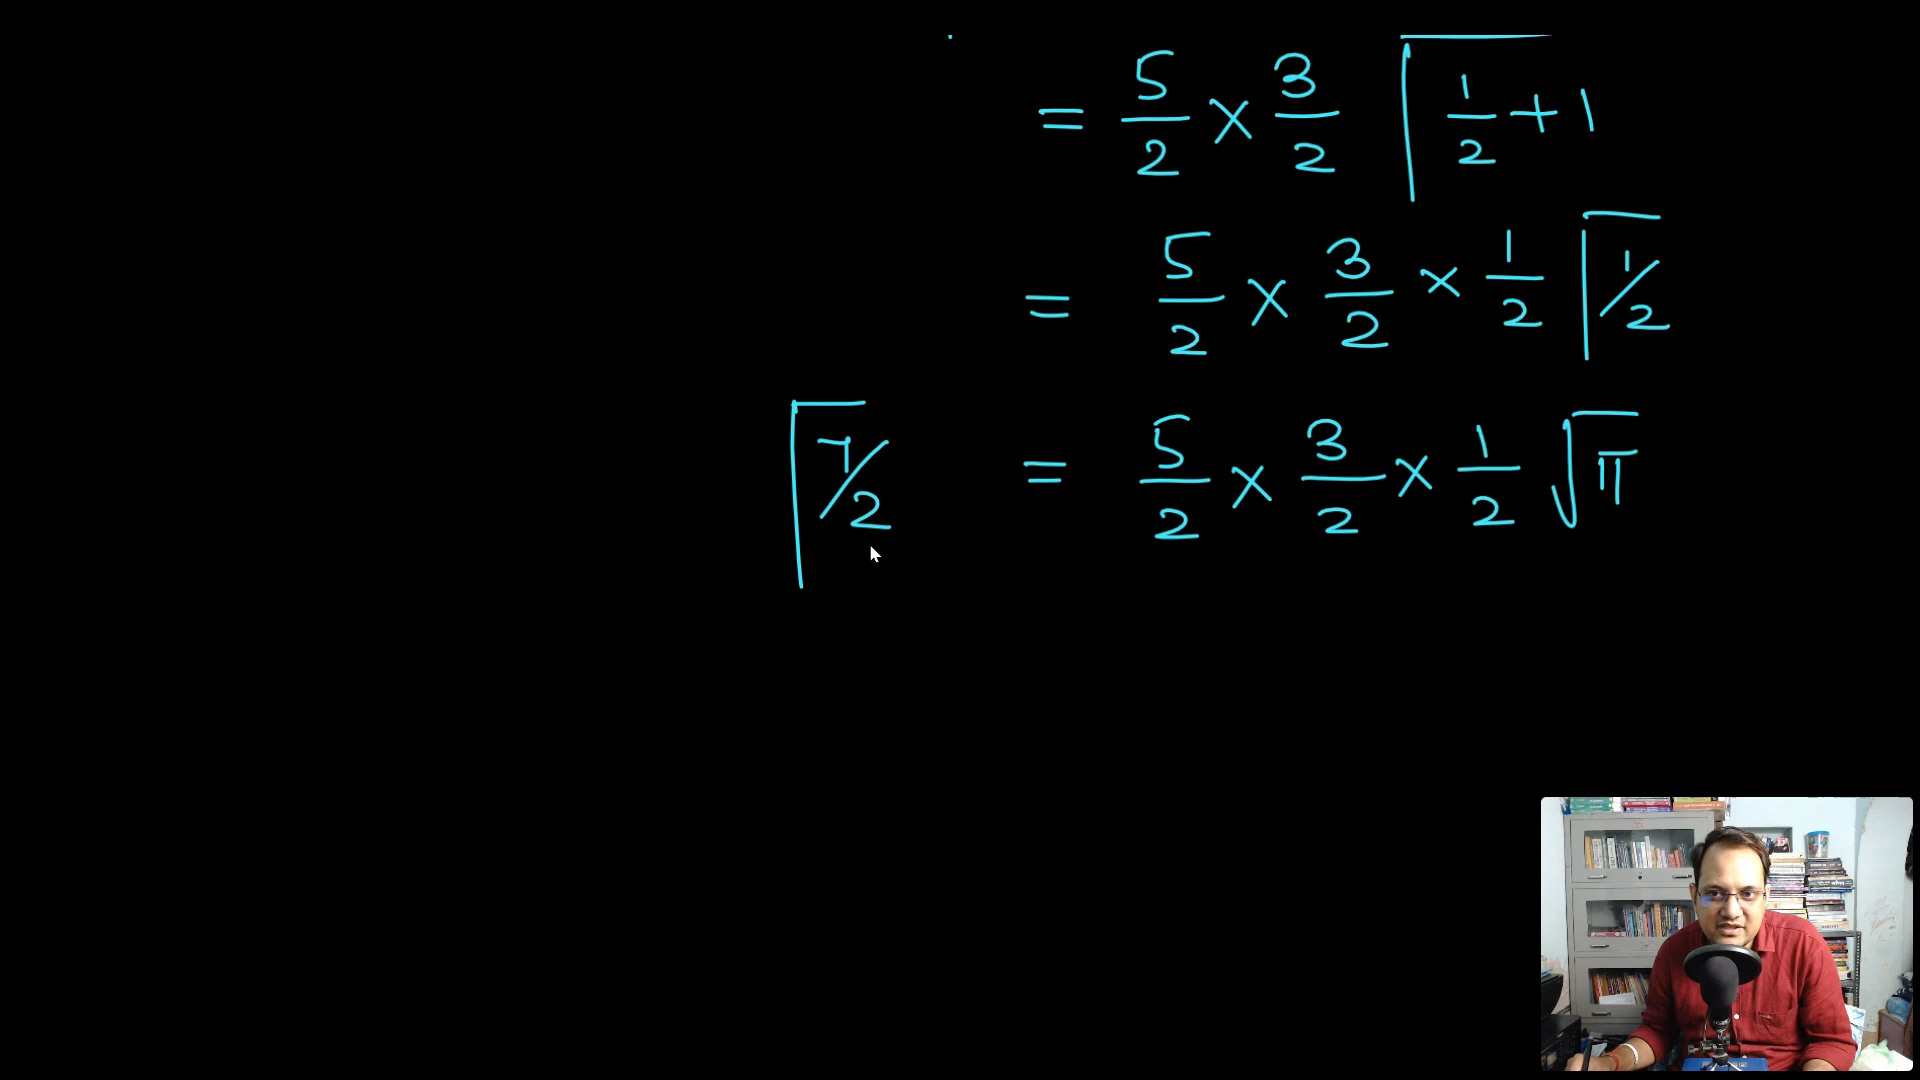 = 5/2 × 3/2 Γ 1/2 + 1
= 5/2 × 3/2 × 1/2 Γ 1/2
Γ 7/2 = 5/2 × 3/2 × 1/2 √π